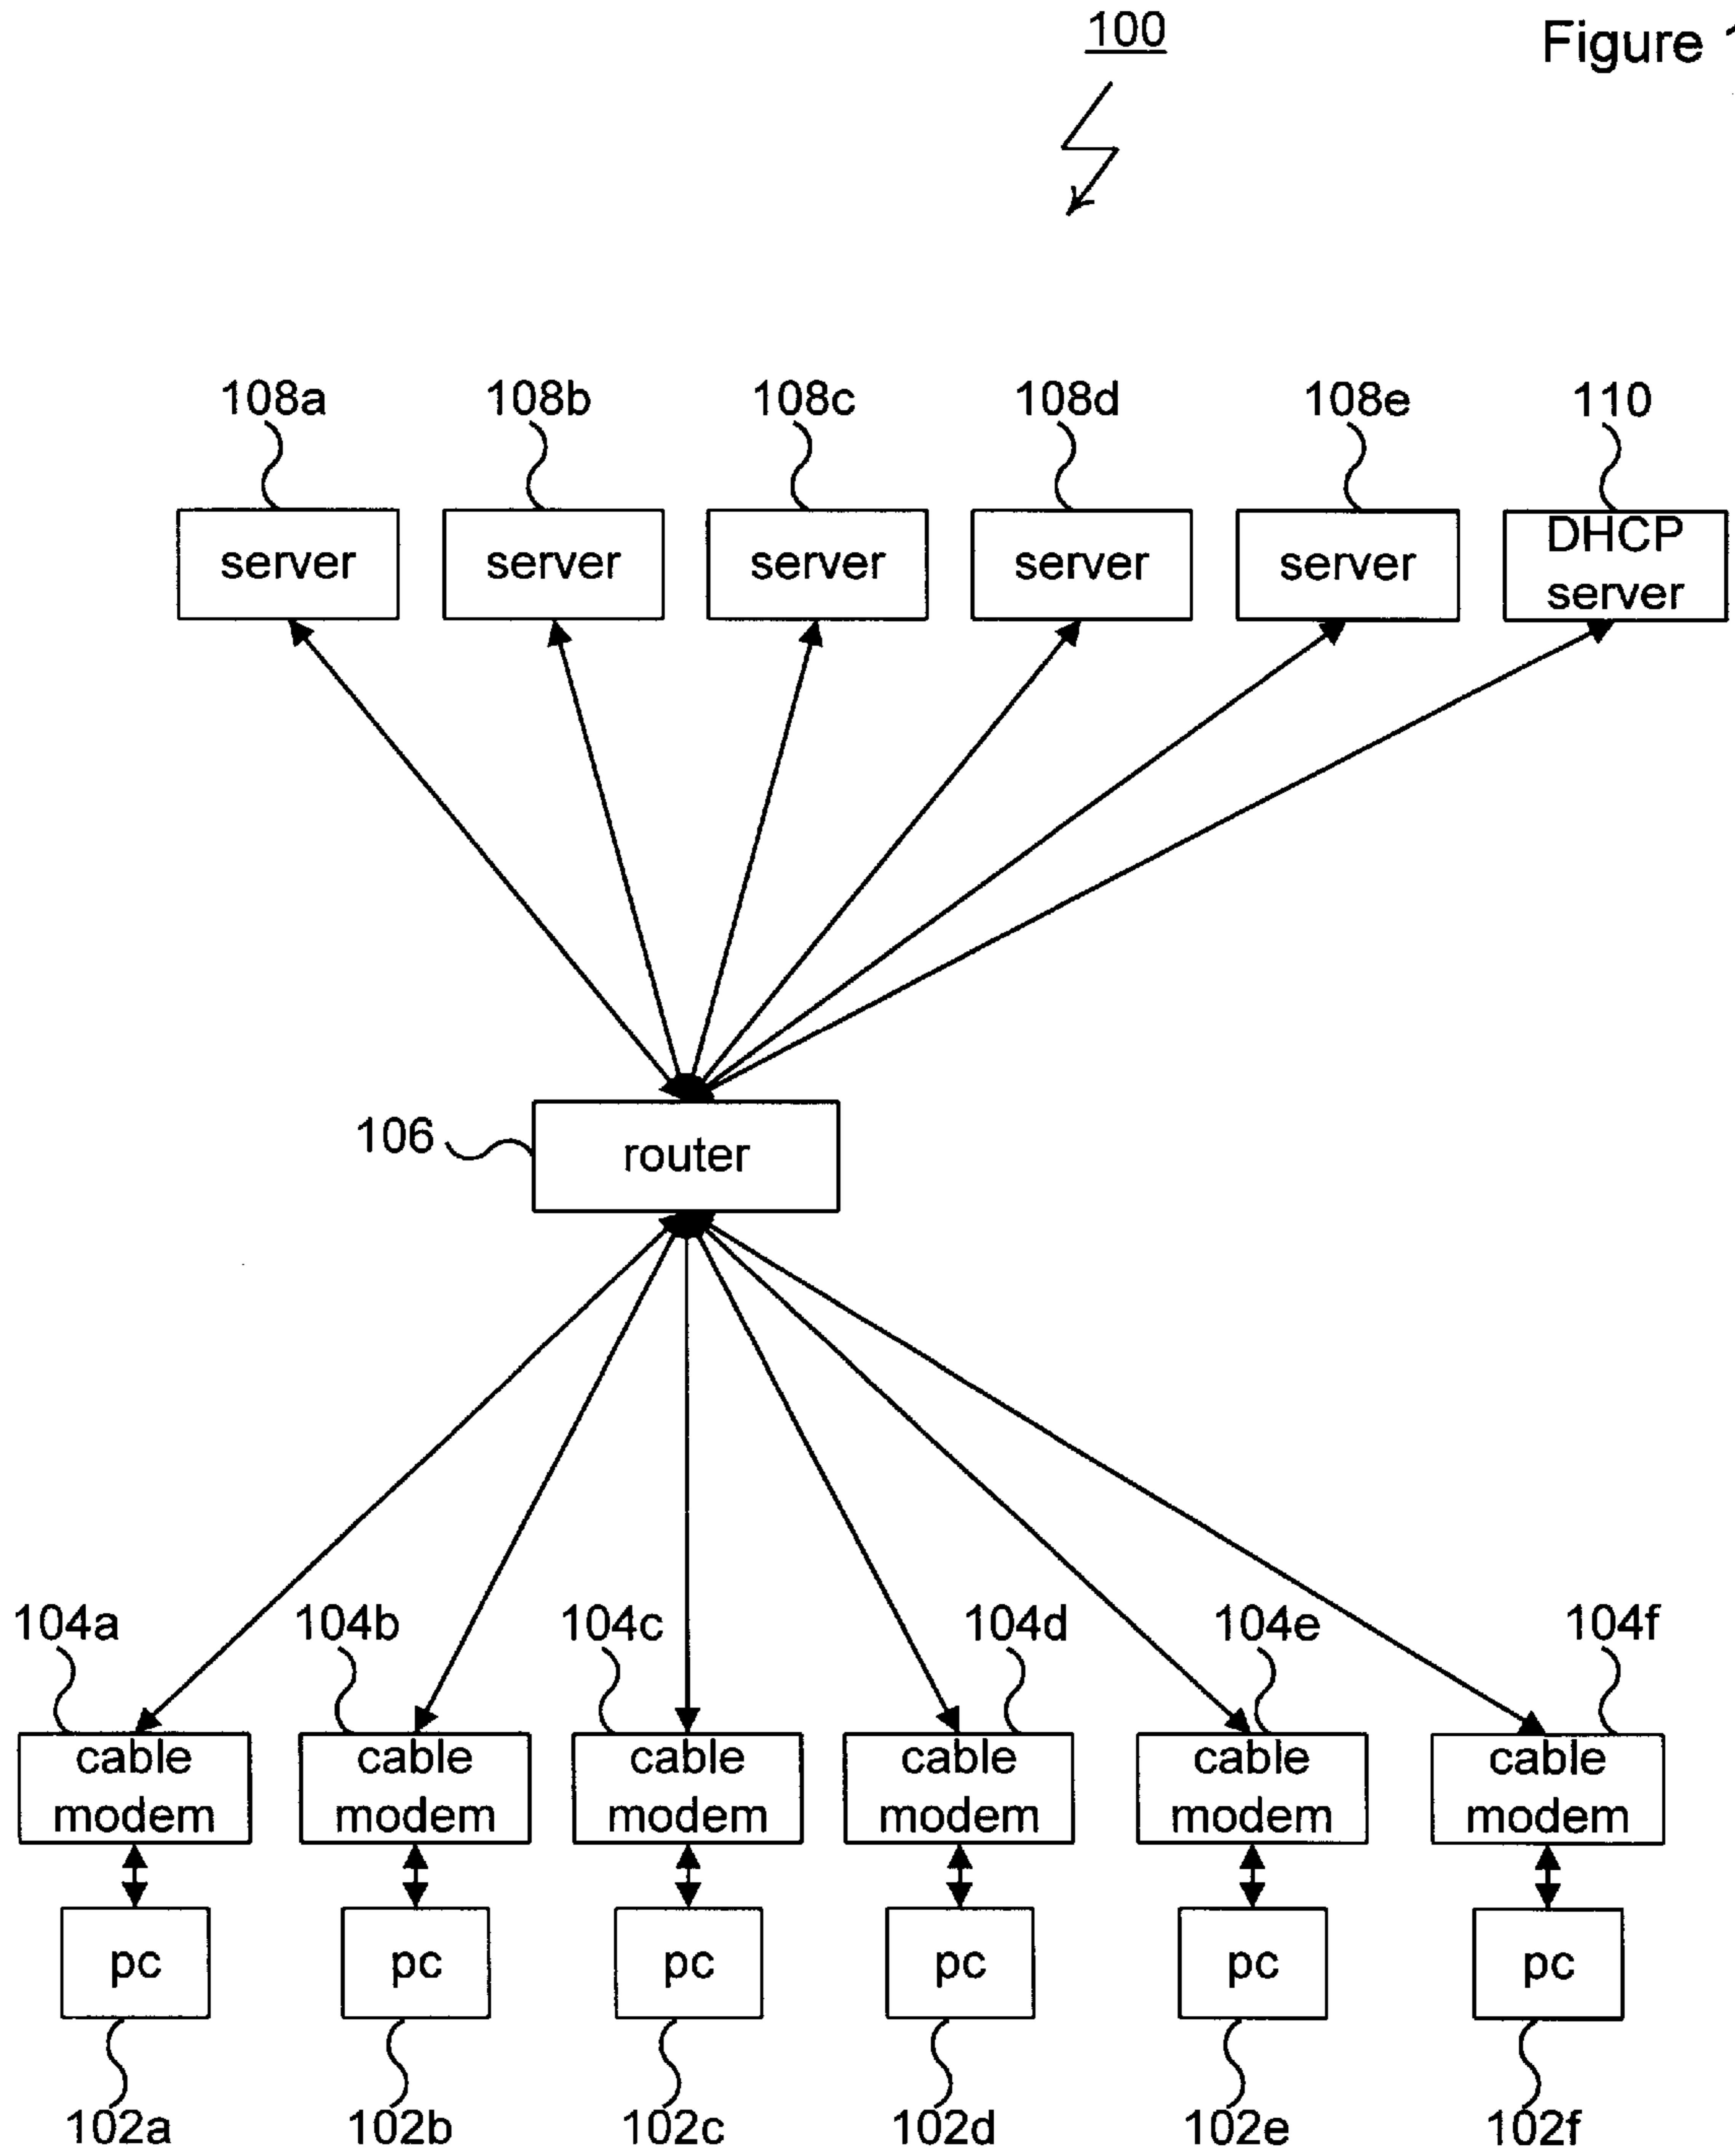 100
Figure 1
108a 108b 108c 108d 108e 110
server server server server server DHCP server
106 router
104a 104b 104c 104d 104e 104f
cable modem cable modem cable modem cable modem cable modem cable modem
pc pc pc pc pc pc
102a 102b 102c 102d 102e 102f